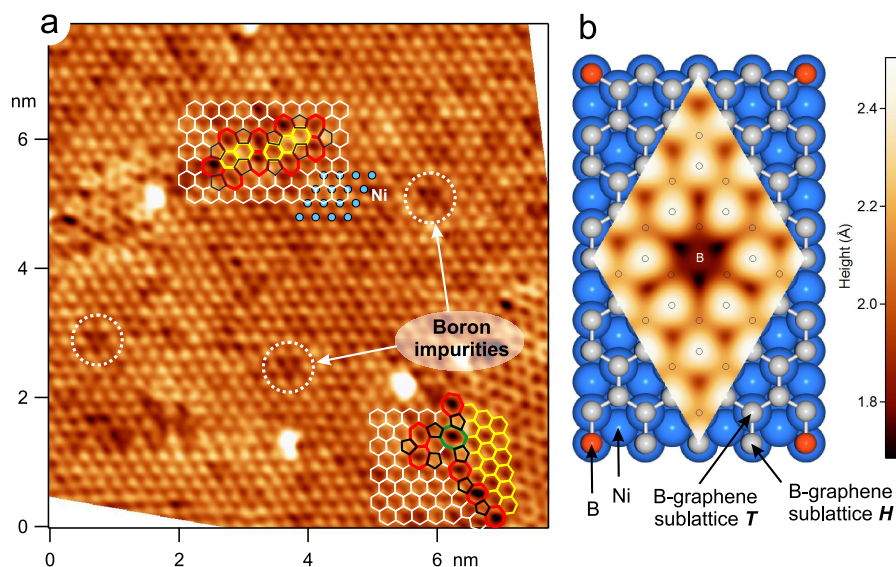 a
nm
6
4
2
0
0
2
4
6
nm
Ni
Boron
impurities
b
B
B
Ni
B-graphene
sublattice T
B-graphene
sublattice H
2.4
2.2
2.0
1.8
Height (Å)